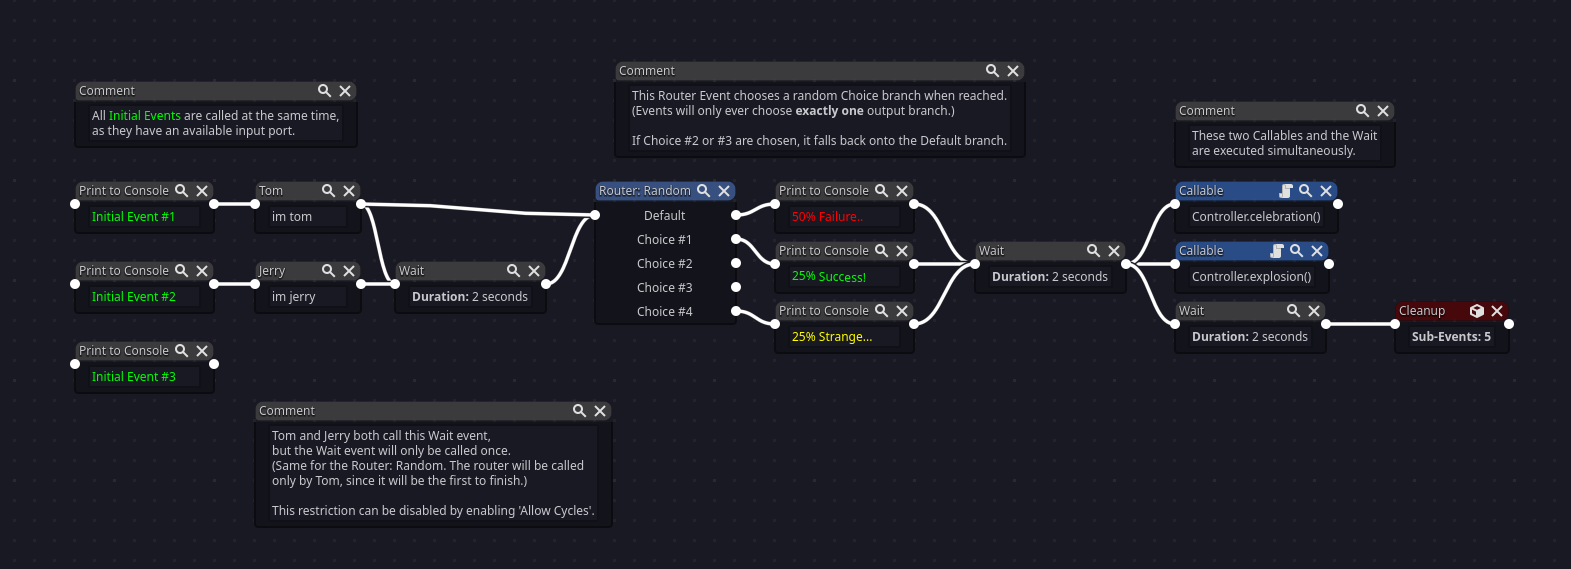 Comment
All Initial Events are called at the same time,
as they have an available input port.
Comment
This Router Event chooses a random Choice branch when reached.
(Events will only ever choose exactly one output branch.)
If Choice #2 or #3 are chosen, it falls back onto the Default branch.
Comment
These two Callables and the Wait
are executed simultaneously.
Print to Console
Initial Event #1
Tom
im tom
Print to Console
Initial Event #2
Jerry
im jerry
Wait
Duration: 2 seconds
Print to Console
Initial Event #3
Router: Random
Default
Choice #1
Choice #2
Choice #3
Choice #4
Print to Console
50% Failure..
Print to Console
25% Success!
Print to Console
25% Strange...
Wait
Duration: 2 seconds
Callable
Controller.celebration()
Callable
Controller.explosion()
Wait
Duration: 2 seconds
Cleanup
Sub-Events: 5
Comment
Tom and Jerry both call this Wait event,
but the Wait event will only be called once.
(Same for the Router: Random. The router will be called
only by Tom, since it will be the first to finish.)
This restriction can be disabled by enabling 'Allow Cycles'.